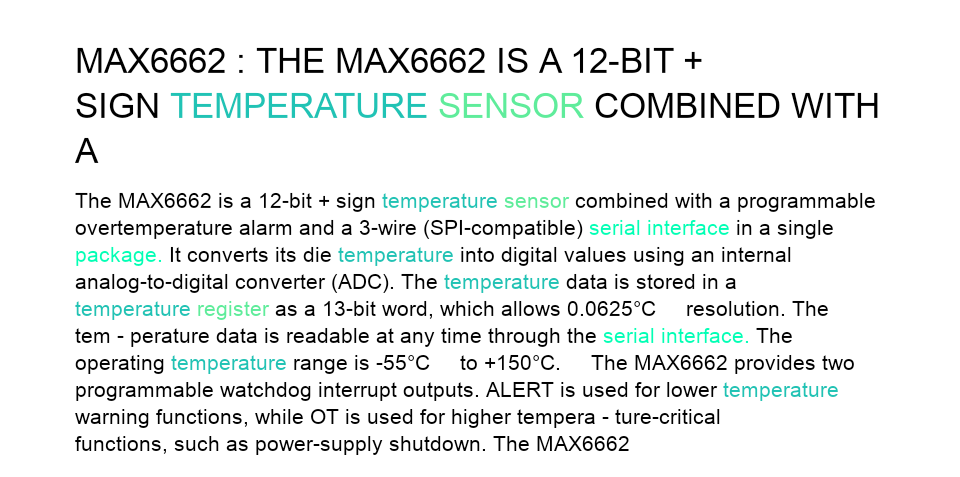 MAX6662 : THE MAX6662 IS A 12-BIT +
SIGN TEMPERATURE SENSOR COMBINED WITH
A
The MAX6662 is a 12-bit + sign temperature sensor combined with a programmable
overtemperature alarm and a 3-wire (SPI-compatible) serial interface in a single
package. It converts its die temperature into digital values using an internal
analog-to-digital converter (ADC). The temperature data is stored in a
temperature register as a 13-bit word, which allows 0.0625°C resolution. The
tem - perature data is readable at any time through the serial interface. The
operating temperature range is -55°C to +150°C. The MAX6662 provides two
programmable watchdog interrupt outputs. ALERT is used for lower temperature
warning functions, while OT is used for higher tempera - ture-critical
functions, such as power-supply shutdown. The MAX6662